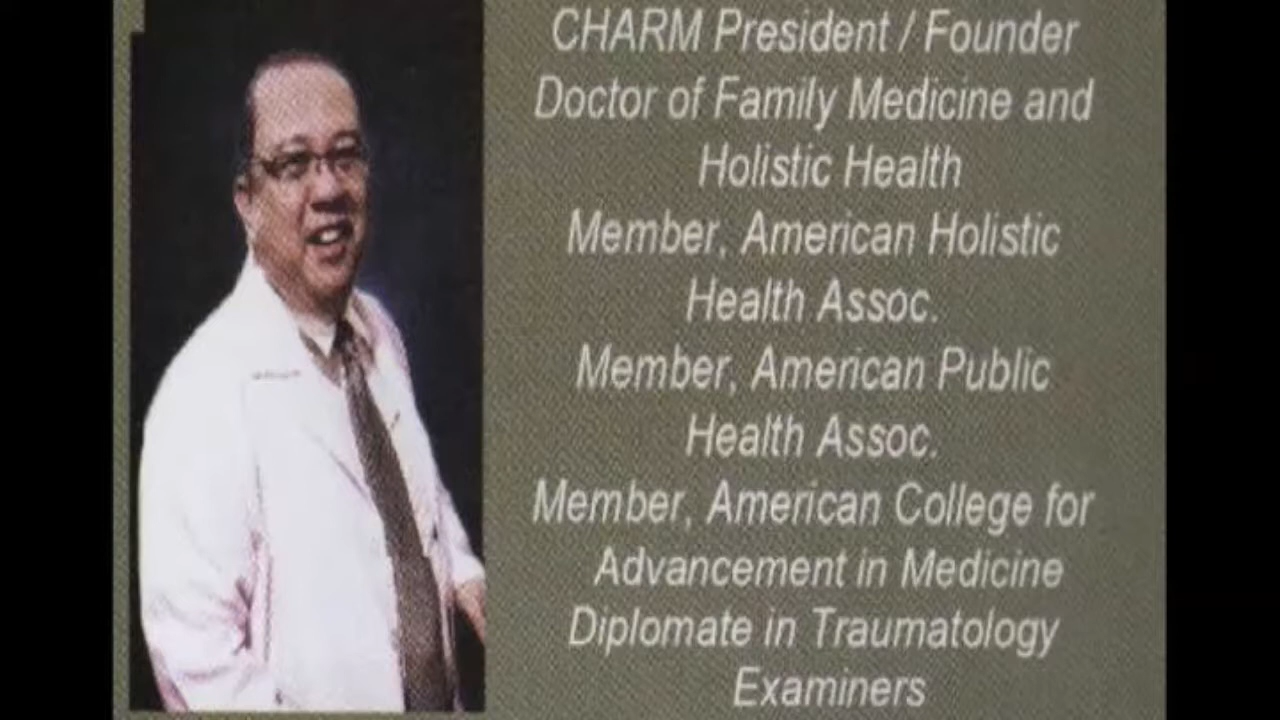 CHARM President / Founder
Doctor of Family Medicine and
Holistic Health
Member, American Holistic
Health Assoc.
Member, American Public
Health Assoc.
Member, American College for
Advancement in Medicine
Diplomate in Traumatology
Examiners